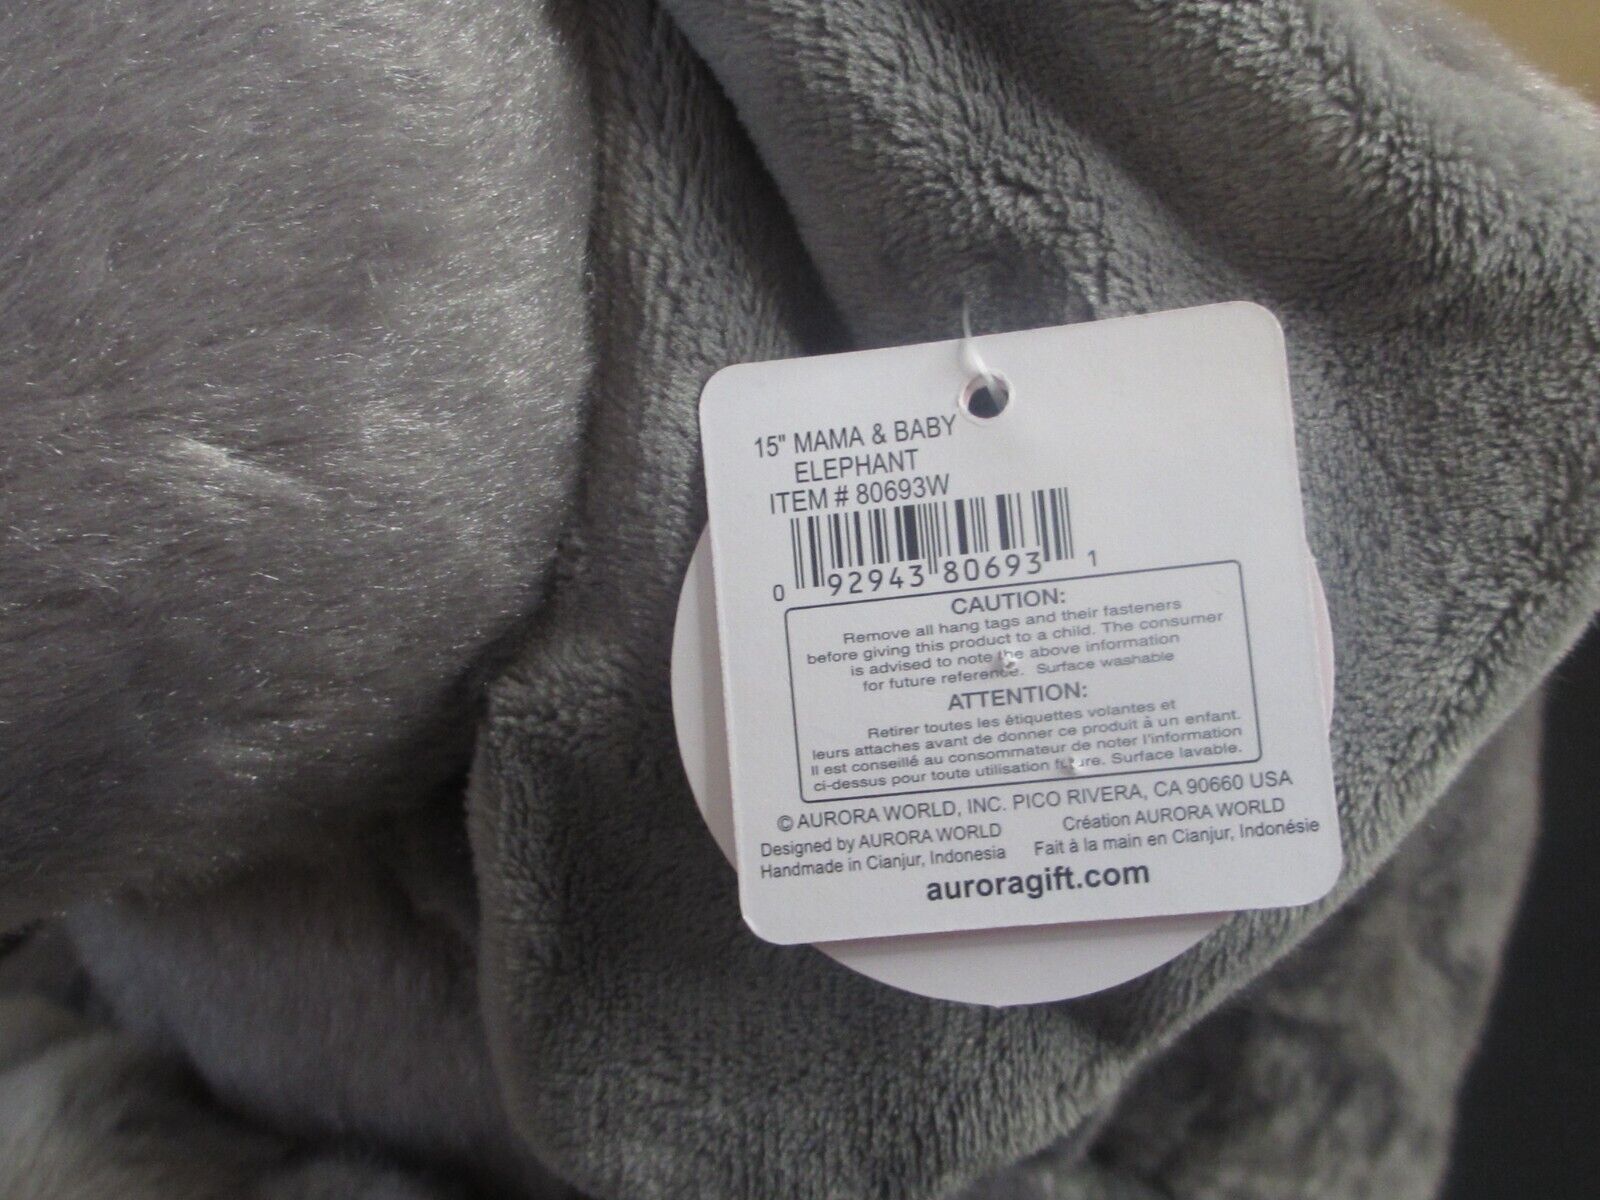 15" MAMA & BABY
ELEPHANT
ITEM # 80693W
0 92943 80693 1
CAUTION:
Remove all hang tags and their fasteners
before giving this product to a child. The consumer
is advised to note the above information
for future reference. Surface washable
ATTENTION:
Retirer toutes les étiquettes volantes et
leurs attaches avant de donner ce produit à un enfant.
Il est conseillé au consommateur de noter l'information
ci-dessus pour toute utilisation future. Surface lavable.
© AURORA WORLD, INC. PICO RIVERA, CA 90660 USA
Designed by AURORA WORLD Création AURORA WORLD
Handmade in Cianjur, Indonesia Fait à la main en Cianjur, Indonésie
auroragift.com